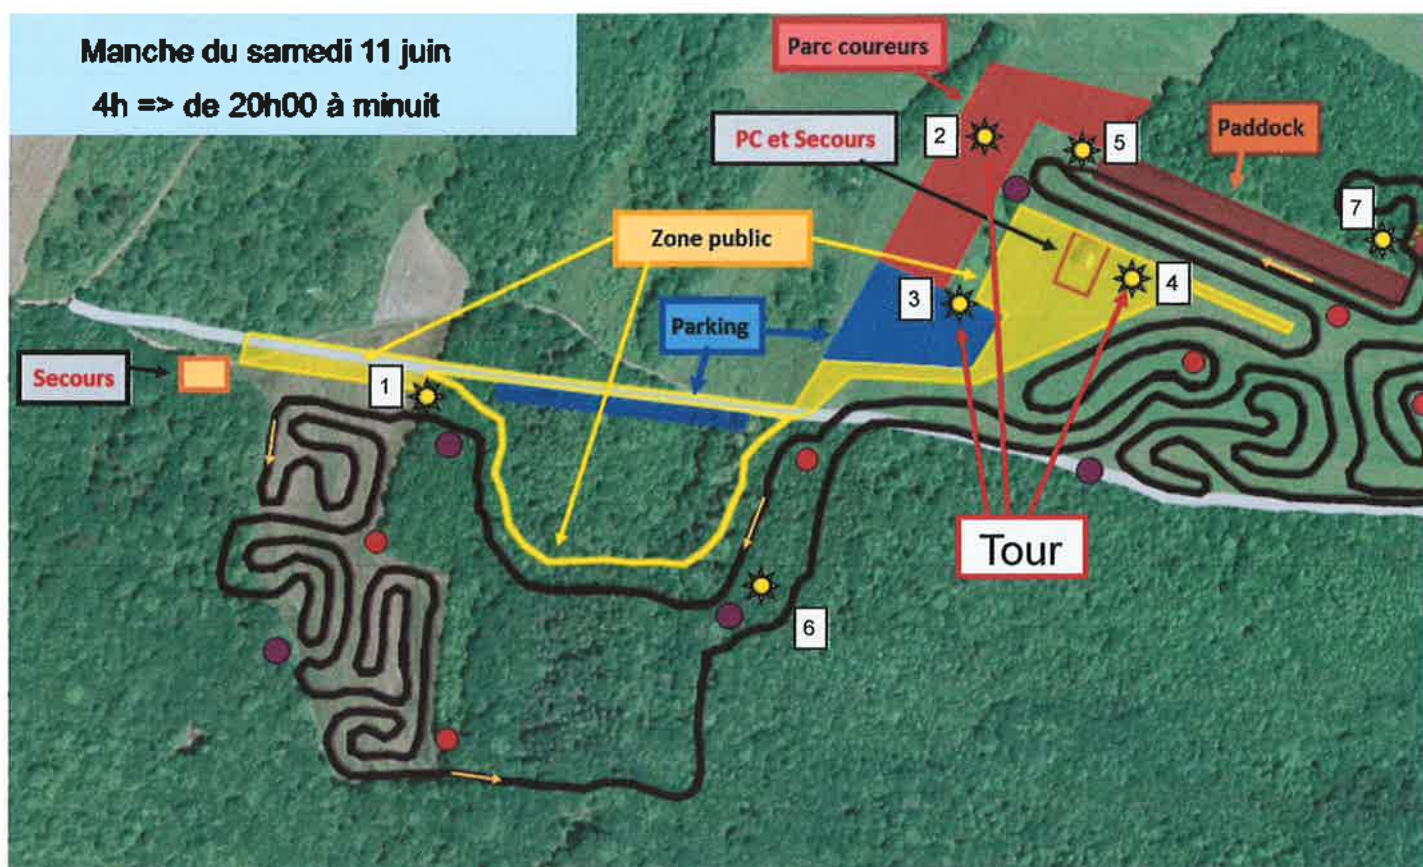 Manche du samedi 11 juin
4h => de 20h00 à minuit
Parc coureurs
PC et Secours
2
5
Paddock
7
Zone public
3
4
Parking
Secours
1
Tour
6